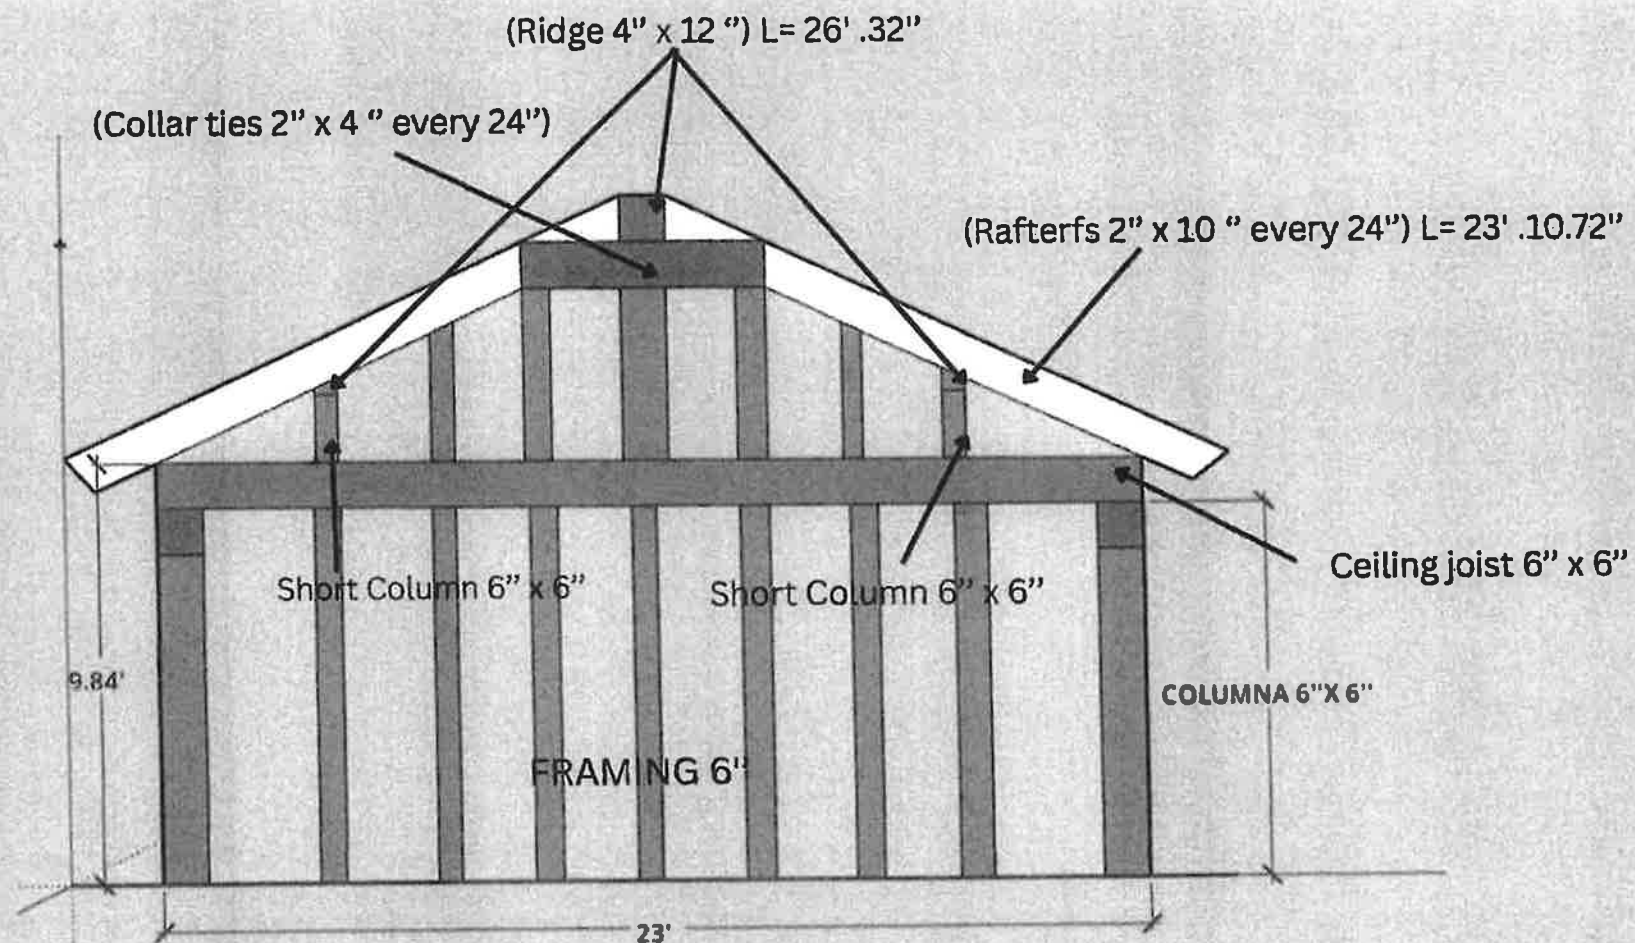 (Ridge 4” x 12 “) L= 26' .32”
(Collar ties 2” x 4 “ every 24”)
(Rafterfs 2” x 10 “ every 24”) L= 23' .10.72”
Ceiling joist 6” x 6”
Short Column 6” x 6”
Short Column 6” x 6”
9.84'
COLUMNA 6"X 6"
FRAMING 6"
23'